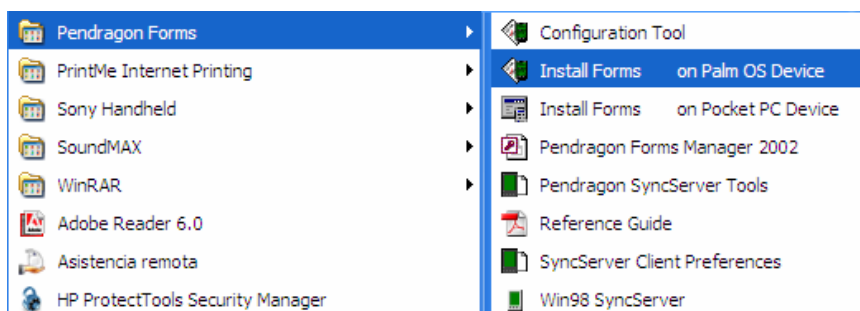 Pendragon Forms
PrintMe Internet Printing
Sony Handheld
SoundMAX
WinRAR
Adobe Reader 6.0
Asistencia remota
HP ProtectTools Security Manager
Configuration Tool
Install Forms on Palm OS Device
Install Forms on Pocket PC Device
Pendragon Forms Manager 2002
Pendragon SyncServer Tools
Reference Guide
SyncServer Client Preferences
Win98 SyncServer